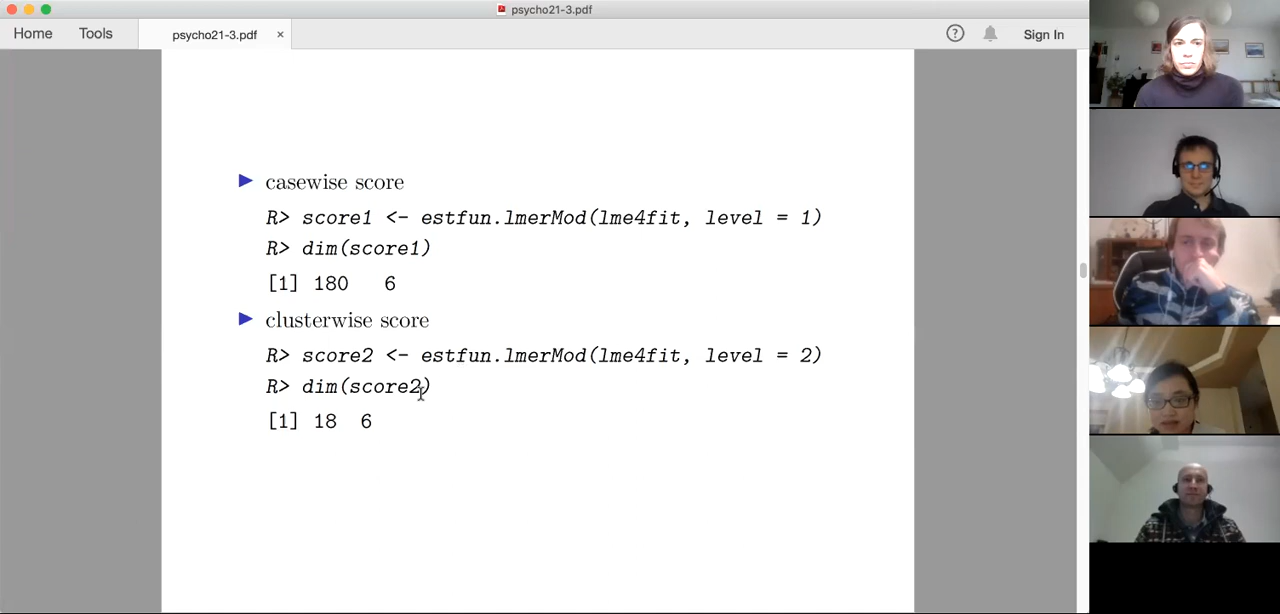 psycho21-3.pdf
Home Tools psycho21-3.pdf × ? Sign In
▶ casewise score
R> score1 <- estfun.lmerMod(lme4fit, level = 1)
R> dim(score1)
[1] 180 6
▶ clusterwise score
R> score2 <- estfun.lmerMod(lme4fit, level = 2)
R> dim(score2)
[1] 18 6